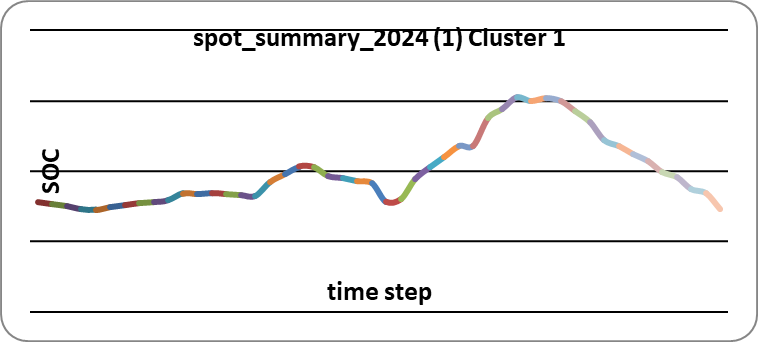 spot_summary_2024 (1) Cluster 1
SOC
time step